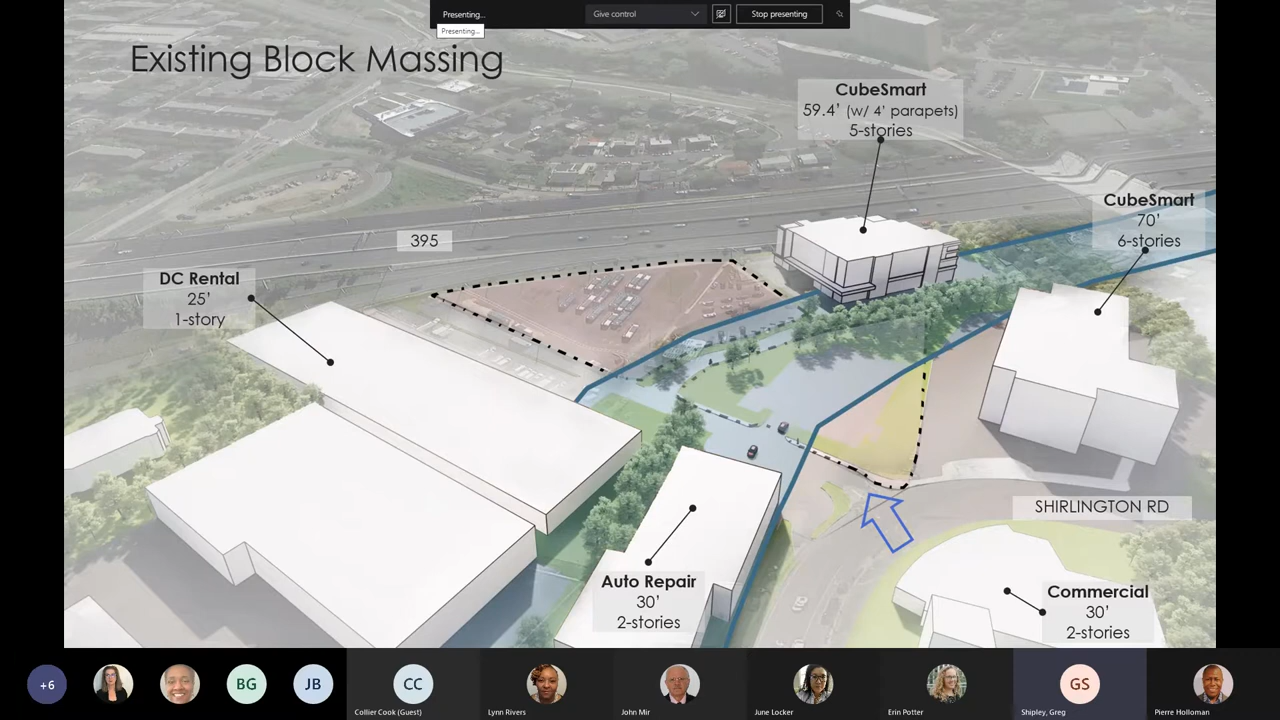 Presenting...
Give control
Stop presenting
Presenting...
Existing Block Massing
CubeSmart
59.4' (w/ 4' parapets)
5-stories
CubeSmart
70'
6-stories
395
DC Rental
25'
1-story
SHIRLINGTON RD
Auto Repair
30'
2-stories
Commercial
30'
2-stories
+6
BG
JB
CC
Collier Cook (Guest)
Lynn Rivers
John Mir
June Locker
Erin Potter
GS
Shipley, Greg
Pierre Holloman